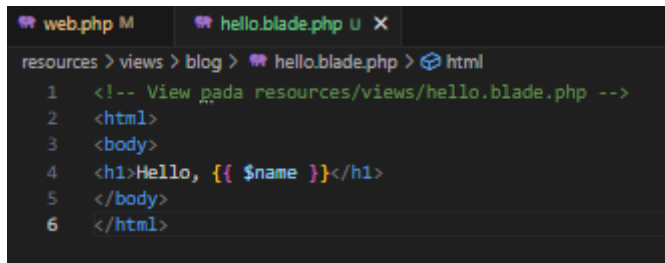 web.php M hello.blade.php U
resources > views > blog > hello.blade.php > html
1 <!-- View pada resources/views/hello.blade.php -->
2 <html>
3 <body>
4 <h1>Hello, {{ $name }}</h1>
5 </body>
6 </html>